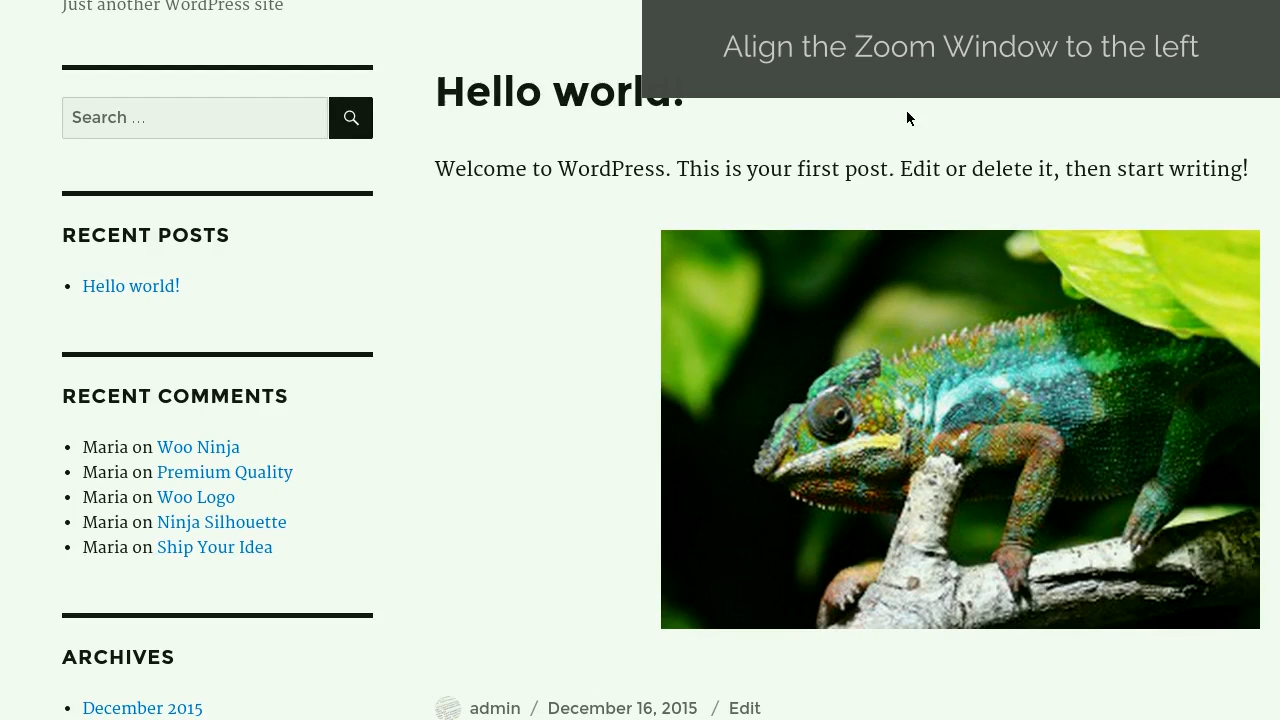 Just another WordPress site
Search …
RECENT POSTS
Hello world!
RECENT COMMENTS
Maria on Woo Ninja
Maria on Premium Quality
Maria on Woo Logo
Maria on Ninja Silhouette
Maria on Ship Your Idea
ARCHIVES
December 2015
Align the Zoom Window to the left
Hello world!
Welcome to WordPress. This is your first post. Edit or delete it, then start writing!
admin / December 16, 2015 / Edit